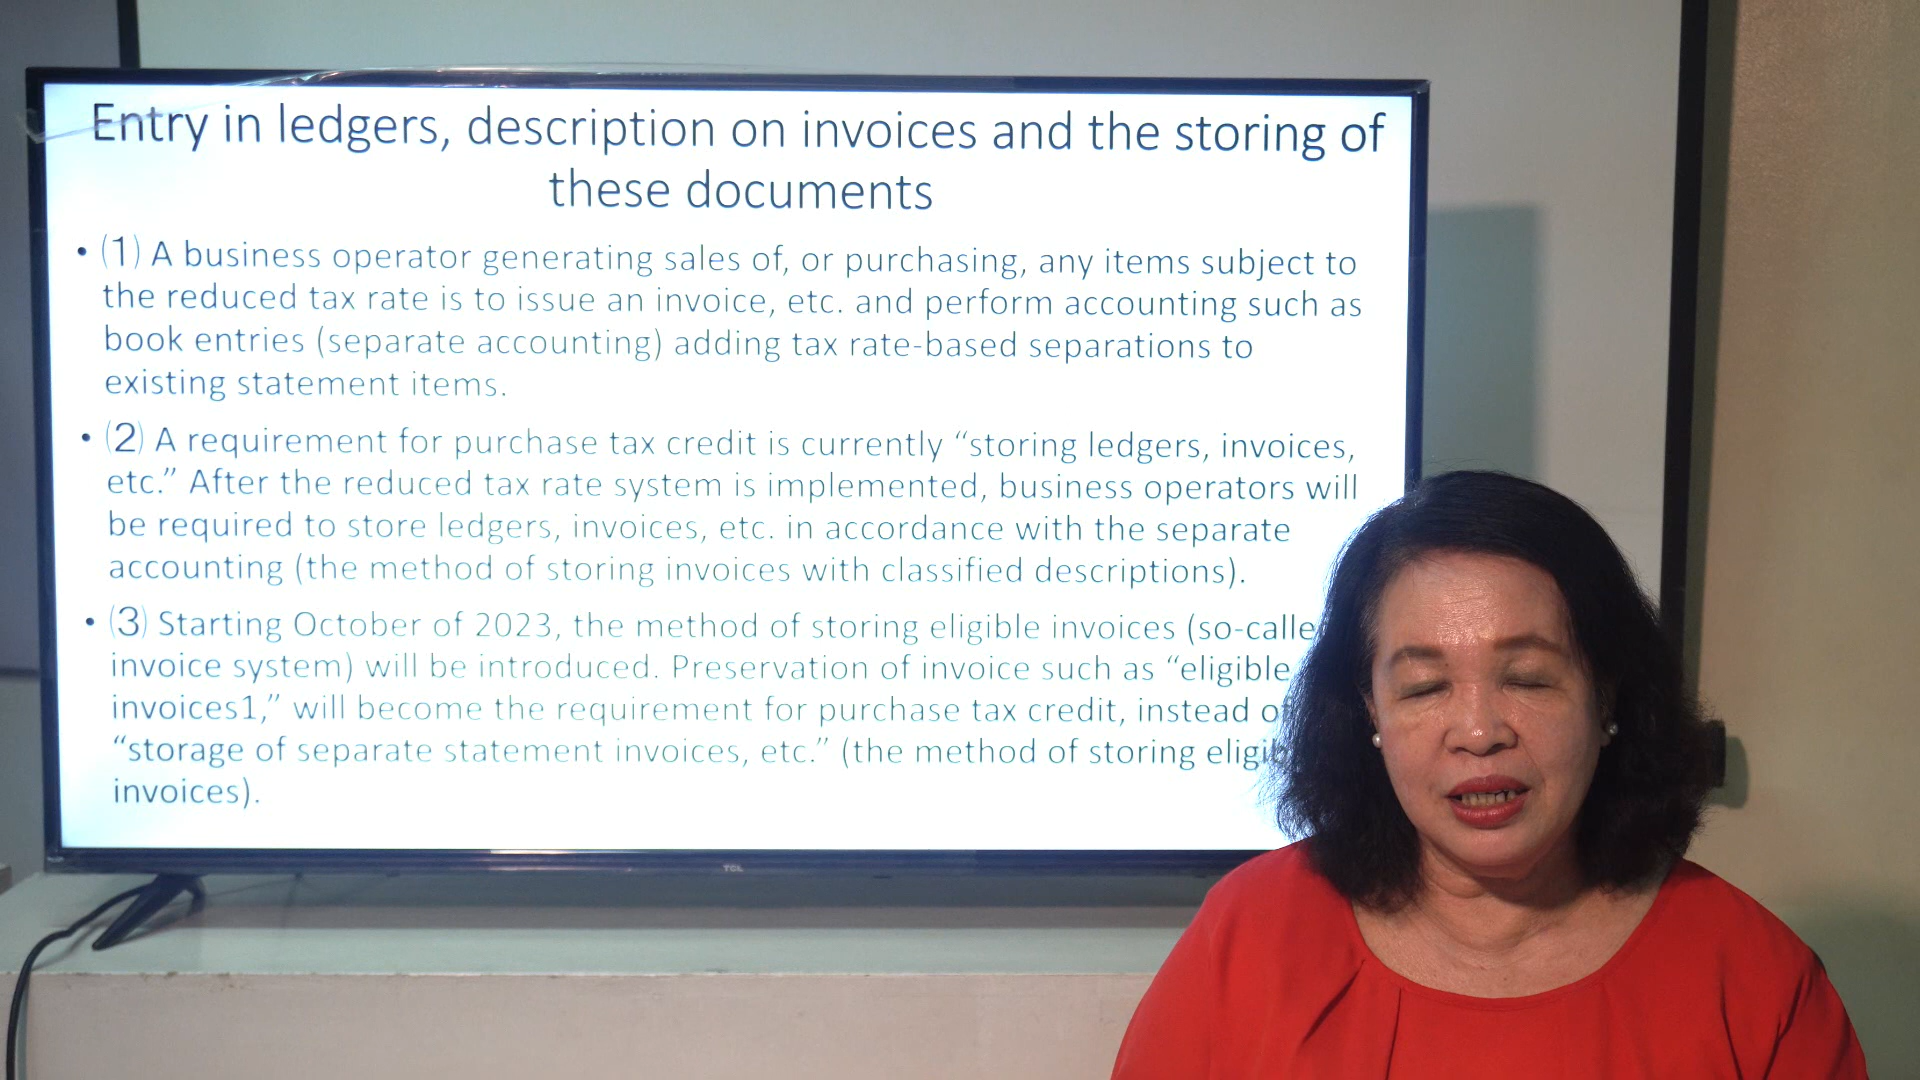 Entry in ledgers, description on invoices and the storing of
these documents
• (1) A business operator generating sales of, or purchasing, any items subject to
the reduced tax rate is to issue an invoice, etc. and perform accounting such as
book entries (separate accounting) adding tax rate-based separations to
existing statement items.
• (2) A requirement for purchase tax credit is currently “storing ledgers, invoices,
etc.” After the reduced tax rate system is implemented, business operators will
be required to store ledgers, invoices, etc. in accordance with the separate
accounting (the method of storing invoices with classified descriptions).
• (3) Starting October of 2023, the method of storing eligible invoices
invoice system) will be introduced. Preservation of invoice such as “eligible
invoices1,” will become the requirement for purchase tax credit, instead
“storage of separate statement invoices, etc.” (the method of storing
invoices).
TCL